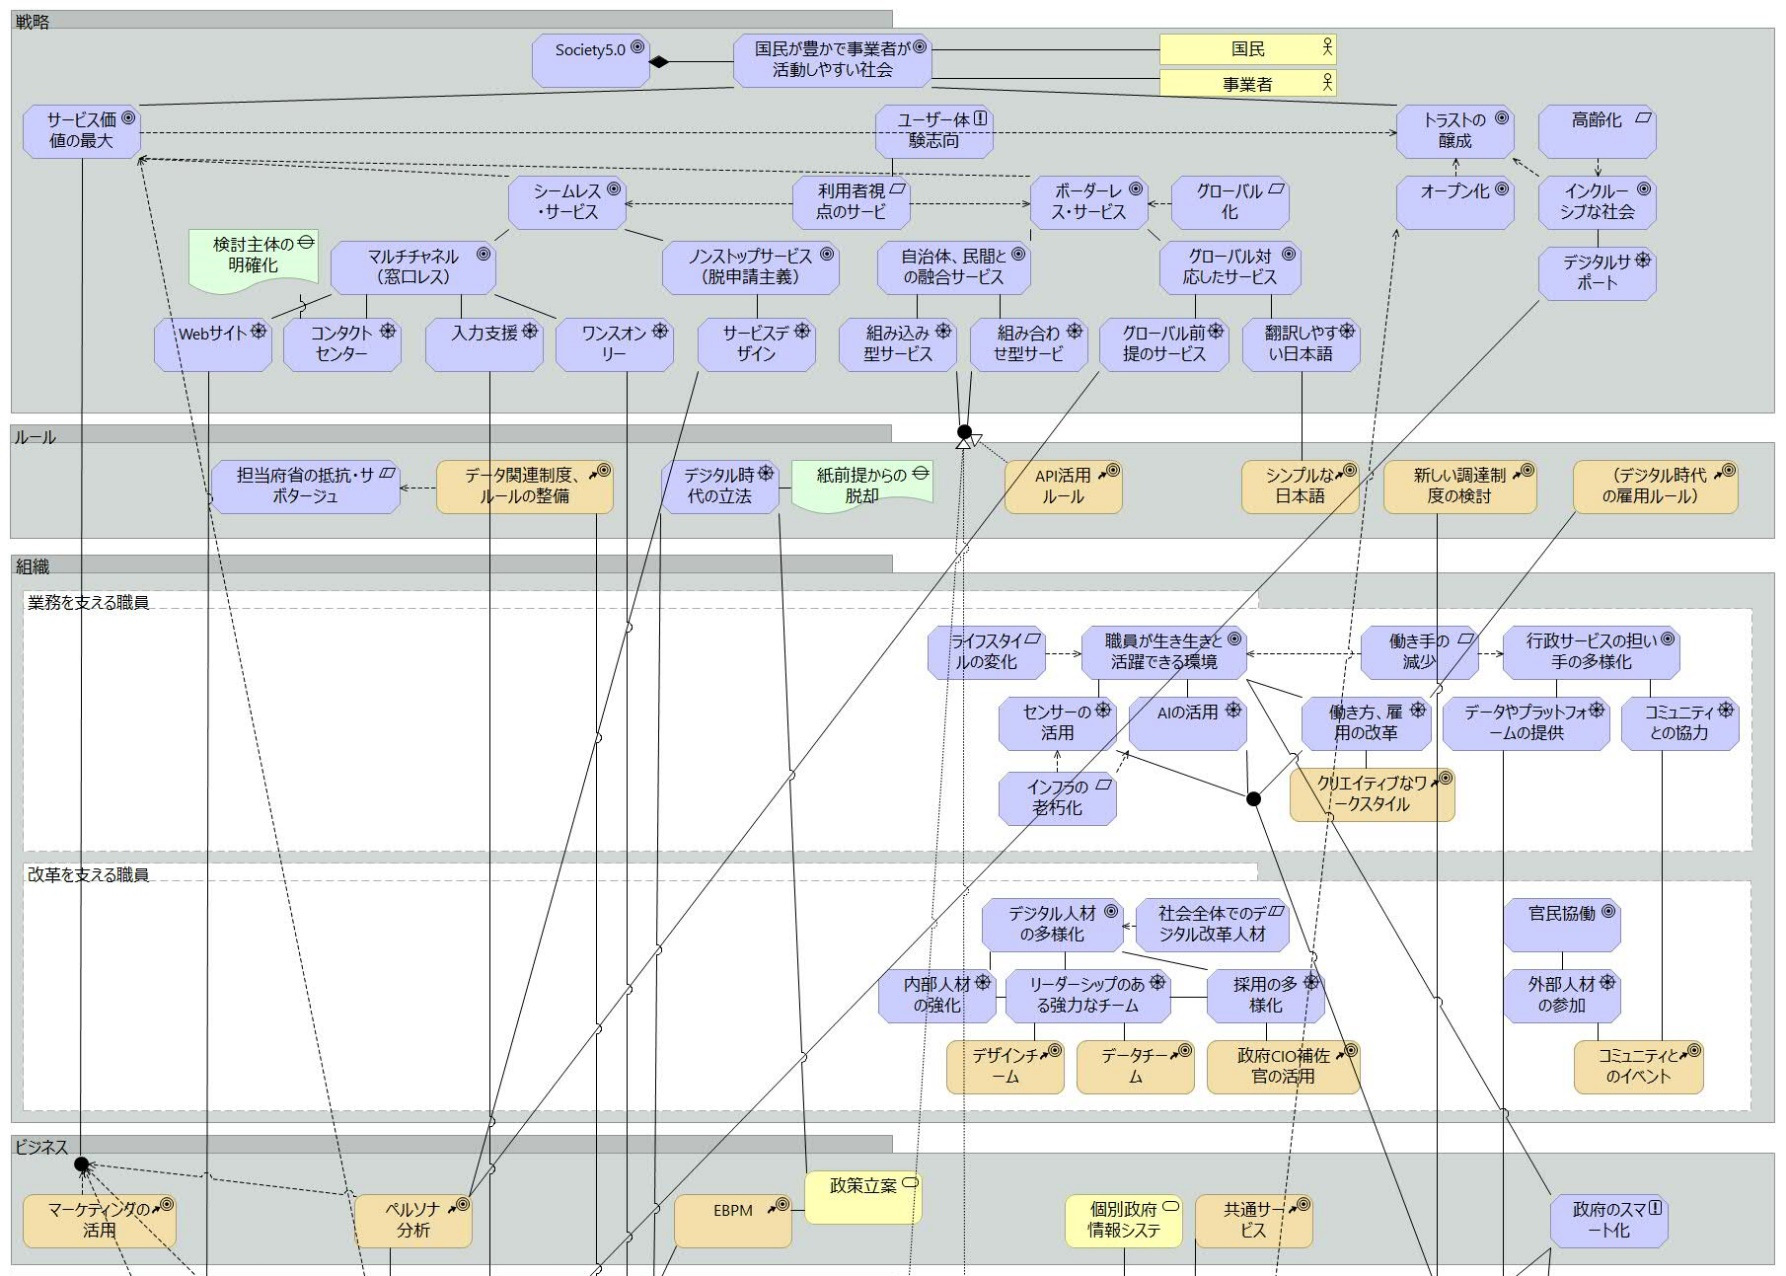 戦略
Society5.0
国民が豊かで事業者が
活動しやすい社会
国民
事業者
サービス価
値の最大
ユーザー体
験志向
トラストの
醸成
高齢化
シームレス
・サービス
利用者視
点のサービ
ボーダーレ
ス・サービス
グローバル
化
オープン化
インクルー
シブな社会
検討主体の
明確化
マルチチャネル
（窓口レス）
ノンストップサービス
（脱申請主義）
自治体、民間と
の融合サービス
グローバル対
応したサービス
デジタルサ
ポート
Webサイト
コンタクト
センター
入力支援
ワンスオン
リー
サービスデ
ザイン
組み込み
型サービス
組み合わ
せ型サービ
グローバル前
提のサービス
翻訳しやす
い日本語
ルール
担当府省の抵抗・サ
ボタージュ
データ関連制度、
ルールの整備
デジタル時
代の立法
紙前提からの
脱却
API活用
ルール
シンプルな
日本語
新しい調達制
度の検討
（デジタル時代
の雇用ルール）
組織
業務を支える職員
ライフスタイ
ルの変化
職員が生き生きと
活躍できる環境
働き手の
減少
行政サービスの担い
手の多様化
センサーの
活用
AIの活用
働き方、雇
用の改革
データやプラットフォ
ームの提供
コミュニティ
との協力
インフラの
老朽化
クリエイティブなワ
ークスタイル
改革を支える職員
デジタル人材
の多様化
社会全体でのデ
ジタル改革人材
官民協働
内部人材
の強化
リーダーシップのあ
る強力なチーム
採用の多
様化
外部人材
の参加
デザインチ
ーム
データチー
ム
政府CIO補佐
官の活用
コミュニティと
のイベント
ビジネス
マーケティングの
活用
ペルソナ
分析
EBPM
政策立案
個別政府
情報システ
共通サー
ビス
政府のスマ
ート化